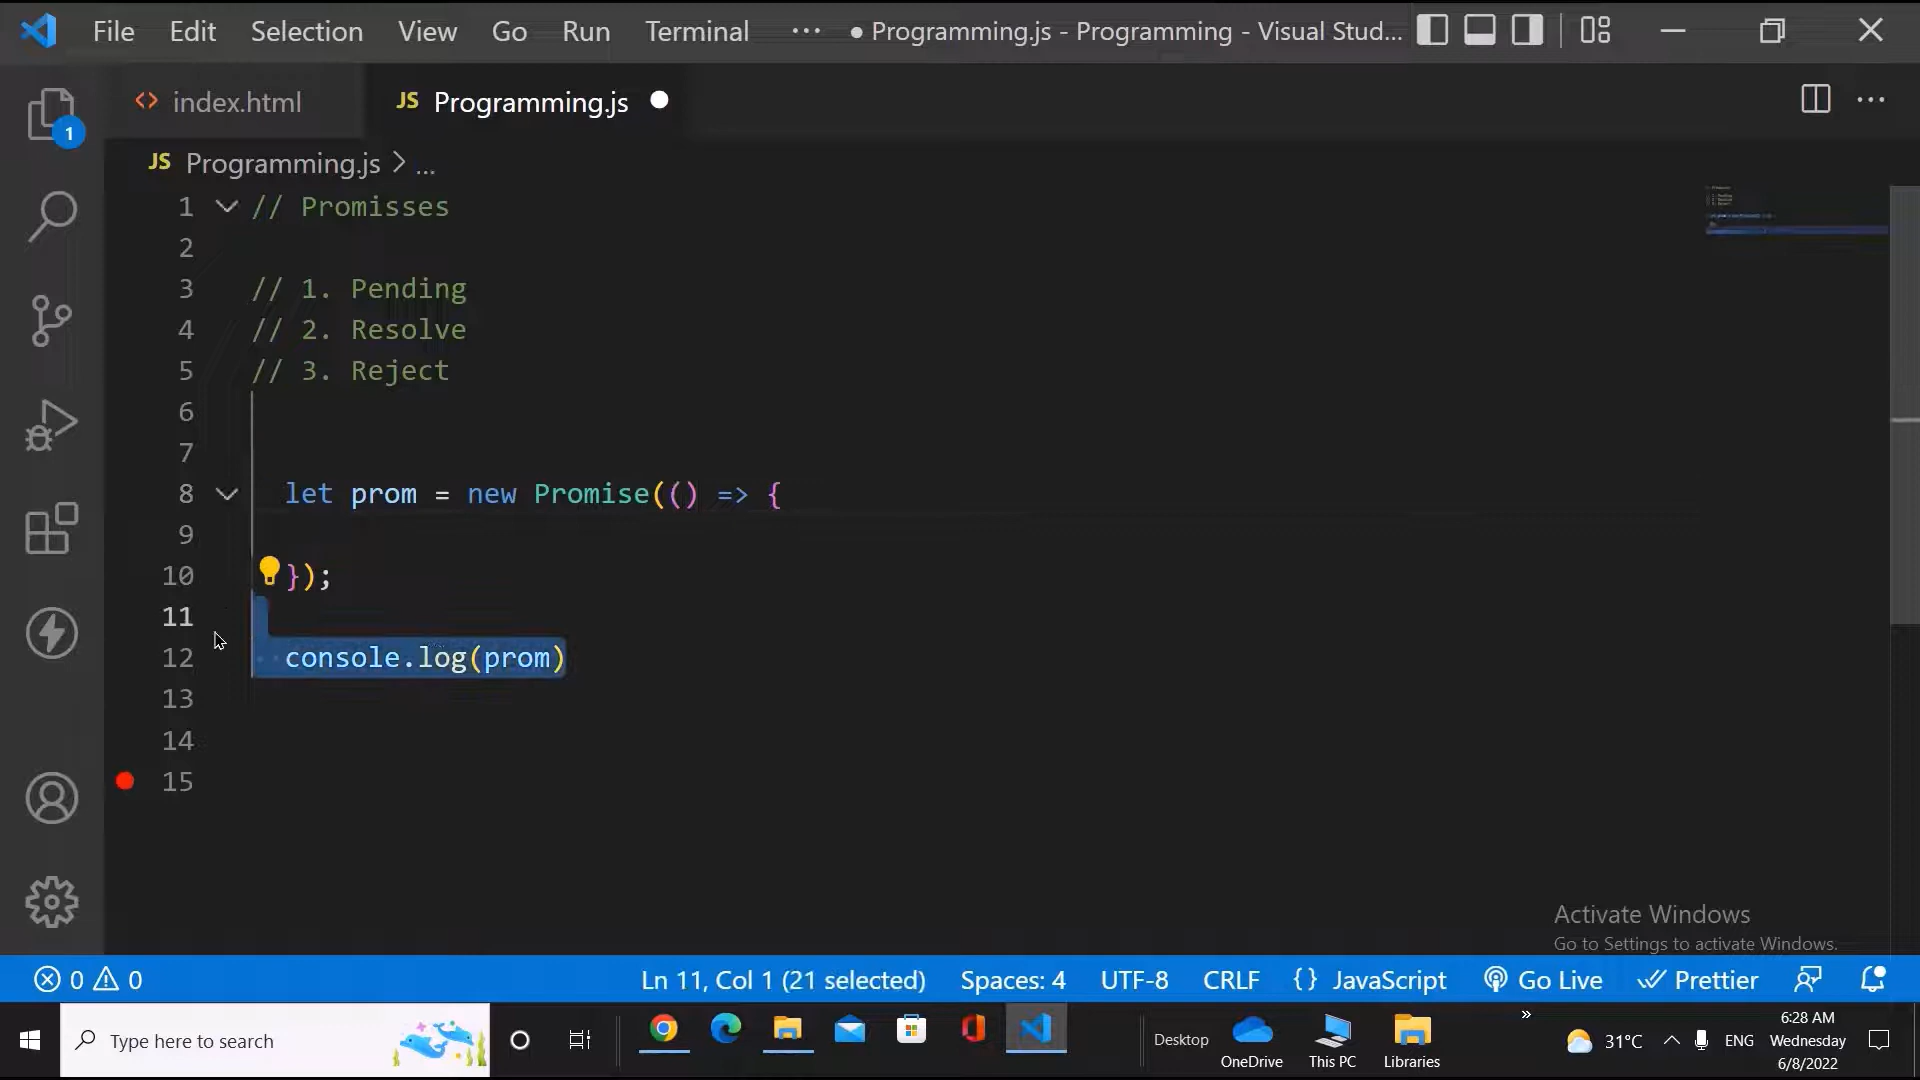 File Edit Selection View Go Run Terminal ··· ● Programming.js - Programming - Visual Stud...
<> index.html JS Programming.js ●
1
JS Programming.js > ...
1 // Promisses
2
3 // 1. Pending
4 // 2. Resolve
5 // 3. Reject
6
7
8 let prom = new Promise(() => {
9
10 });
11
12 console.log(prom)
13
14
15
Activate Windows
Go to Settings to activate Windows.
0 0 Ln 11, Col 1 (21 selected) Spaces: 4 UTF-8 CRLF {} JavaScript Go Live Prettier
Type here to search Desktop OneDrive This PC Libraries » 31°C ENG 6:28 AM
Wednesday
6/8/2022